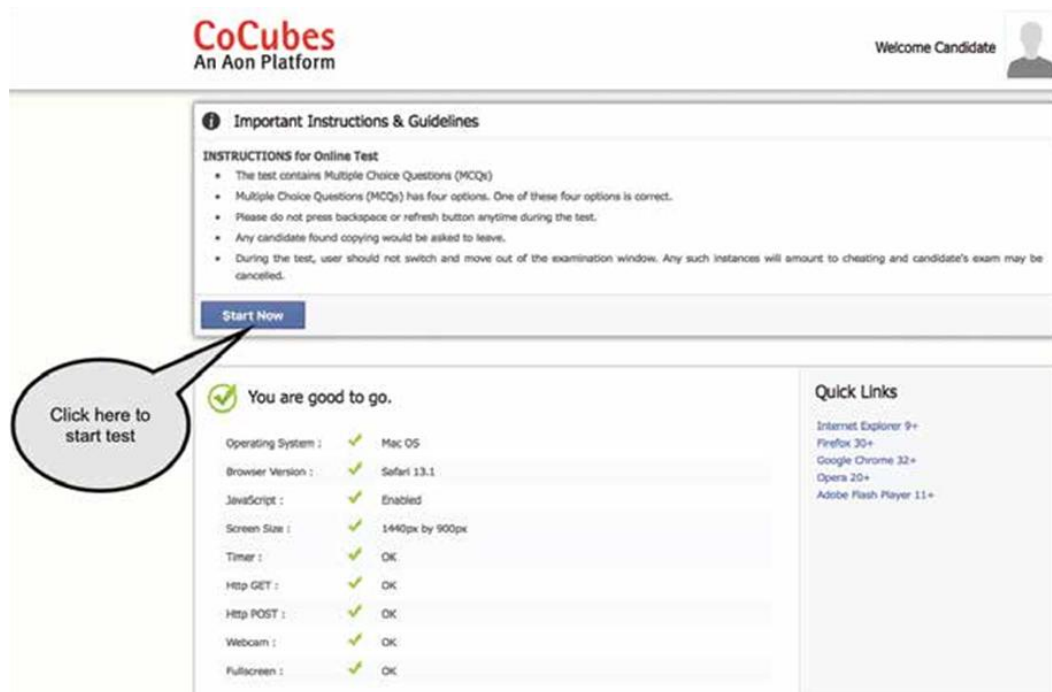 CoCubes
An Aon Platform
Welcome Candidate
Important Instructions & Guidelines
INSTRUCTIONS for Online Test
• The test contains Multiple Choice Questions (MCQs)
• Multiple Choice Questions (MCQs) has four options. One of these four options is correct.
• Please do not press backspace or refresh button anytime during the test.
• Any candidate found copying would be asked to leave.
• During the test, user should not switch and move out of the examination window. Any such instances will amount to cheating and candidate's exam may be
cancelled.
Start Now
Click here to
start test
You are good to go.
Operating System : Mac OS
Browser Version : Safari 13.1
JavaScript : Enabled
Screen Size : 1440px by 900px
Timer : OK
Http GET : OK
Http POST : OK
Webcam : OK
Fullscreen : OK
Quick Links
Internet Explorer 9+
Firefox 30+
Google Chrome 32+
Opera 20+
Adobe Flash Player 11+